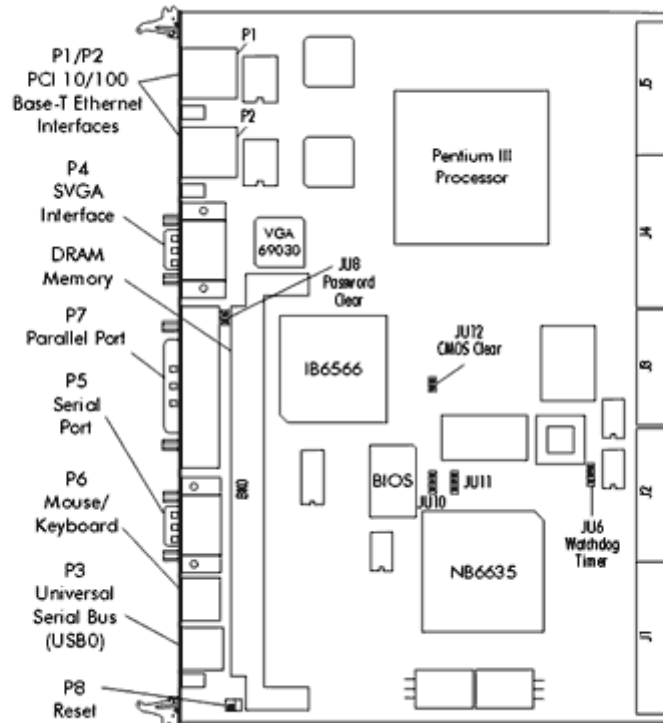 P1/P2
PCI 10/100
Base-T Ethernet
Interfaces
P4
SVGA
Interface
DRAM
Memory
P7
Parallel Port
P5
Serial
Port
P6
Mouse/
Keyboard
P3
Universal
Serial Bus
(USB0)
P8
Reset
P1
P2
VGA
69030
JU8
Password
Clear
Pentium III
Processor
IB6566
JU12
CMOS Clear
BIOS
JU10
JU11
NB6635
JU6
Watchdog
Timer
J5
J4
J3
J2
J1